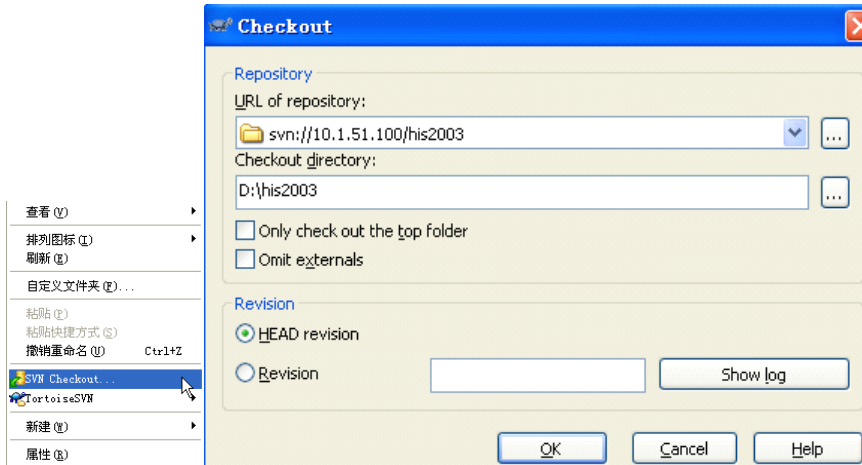 查看(V)
排列图标(I)
刷新(E)
自定义文件夹(F)...
粘贴(P)
粘贴快捷方式(S)
撤销重命名(U) Ctrl+Z
SVN Checkout...
TortoiseSVN
新建(W)
属性(R)
Checkout
Repository
URL of repository:
svn://10.1.51.100/his2003
...
Checkout directory:
D:\his2003
...
Only check out the top folder
Omit externals
Revision
HEAD revision
Revision
Show log
OK Cancel Help